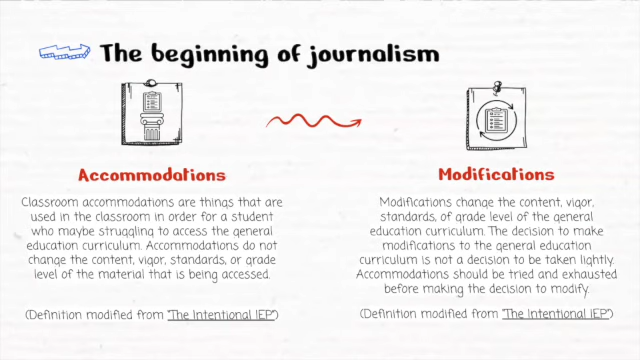 The beginning of journalism
Accommodations
Classroom accommodations are things that are
used in the classroom in order for a student
who maybe struggling to access the general
education curriculum. Accommodations do not
change the content, vigor, standards, or grade
level of the material that is being accessed.
(Definition modified from "The Intentional IEP")
Modifications
Modifications change the content, vigor,
standards, of grade level of the general
education curriculum. The decision to make
modifications to the general education
curriculum is not a decision to be taken lightly.
Accommodations should be tried and exhausted
before making the decision to modify.
(Definition modified from "The Intentional IEP")